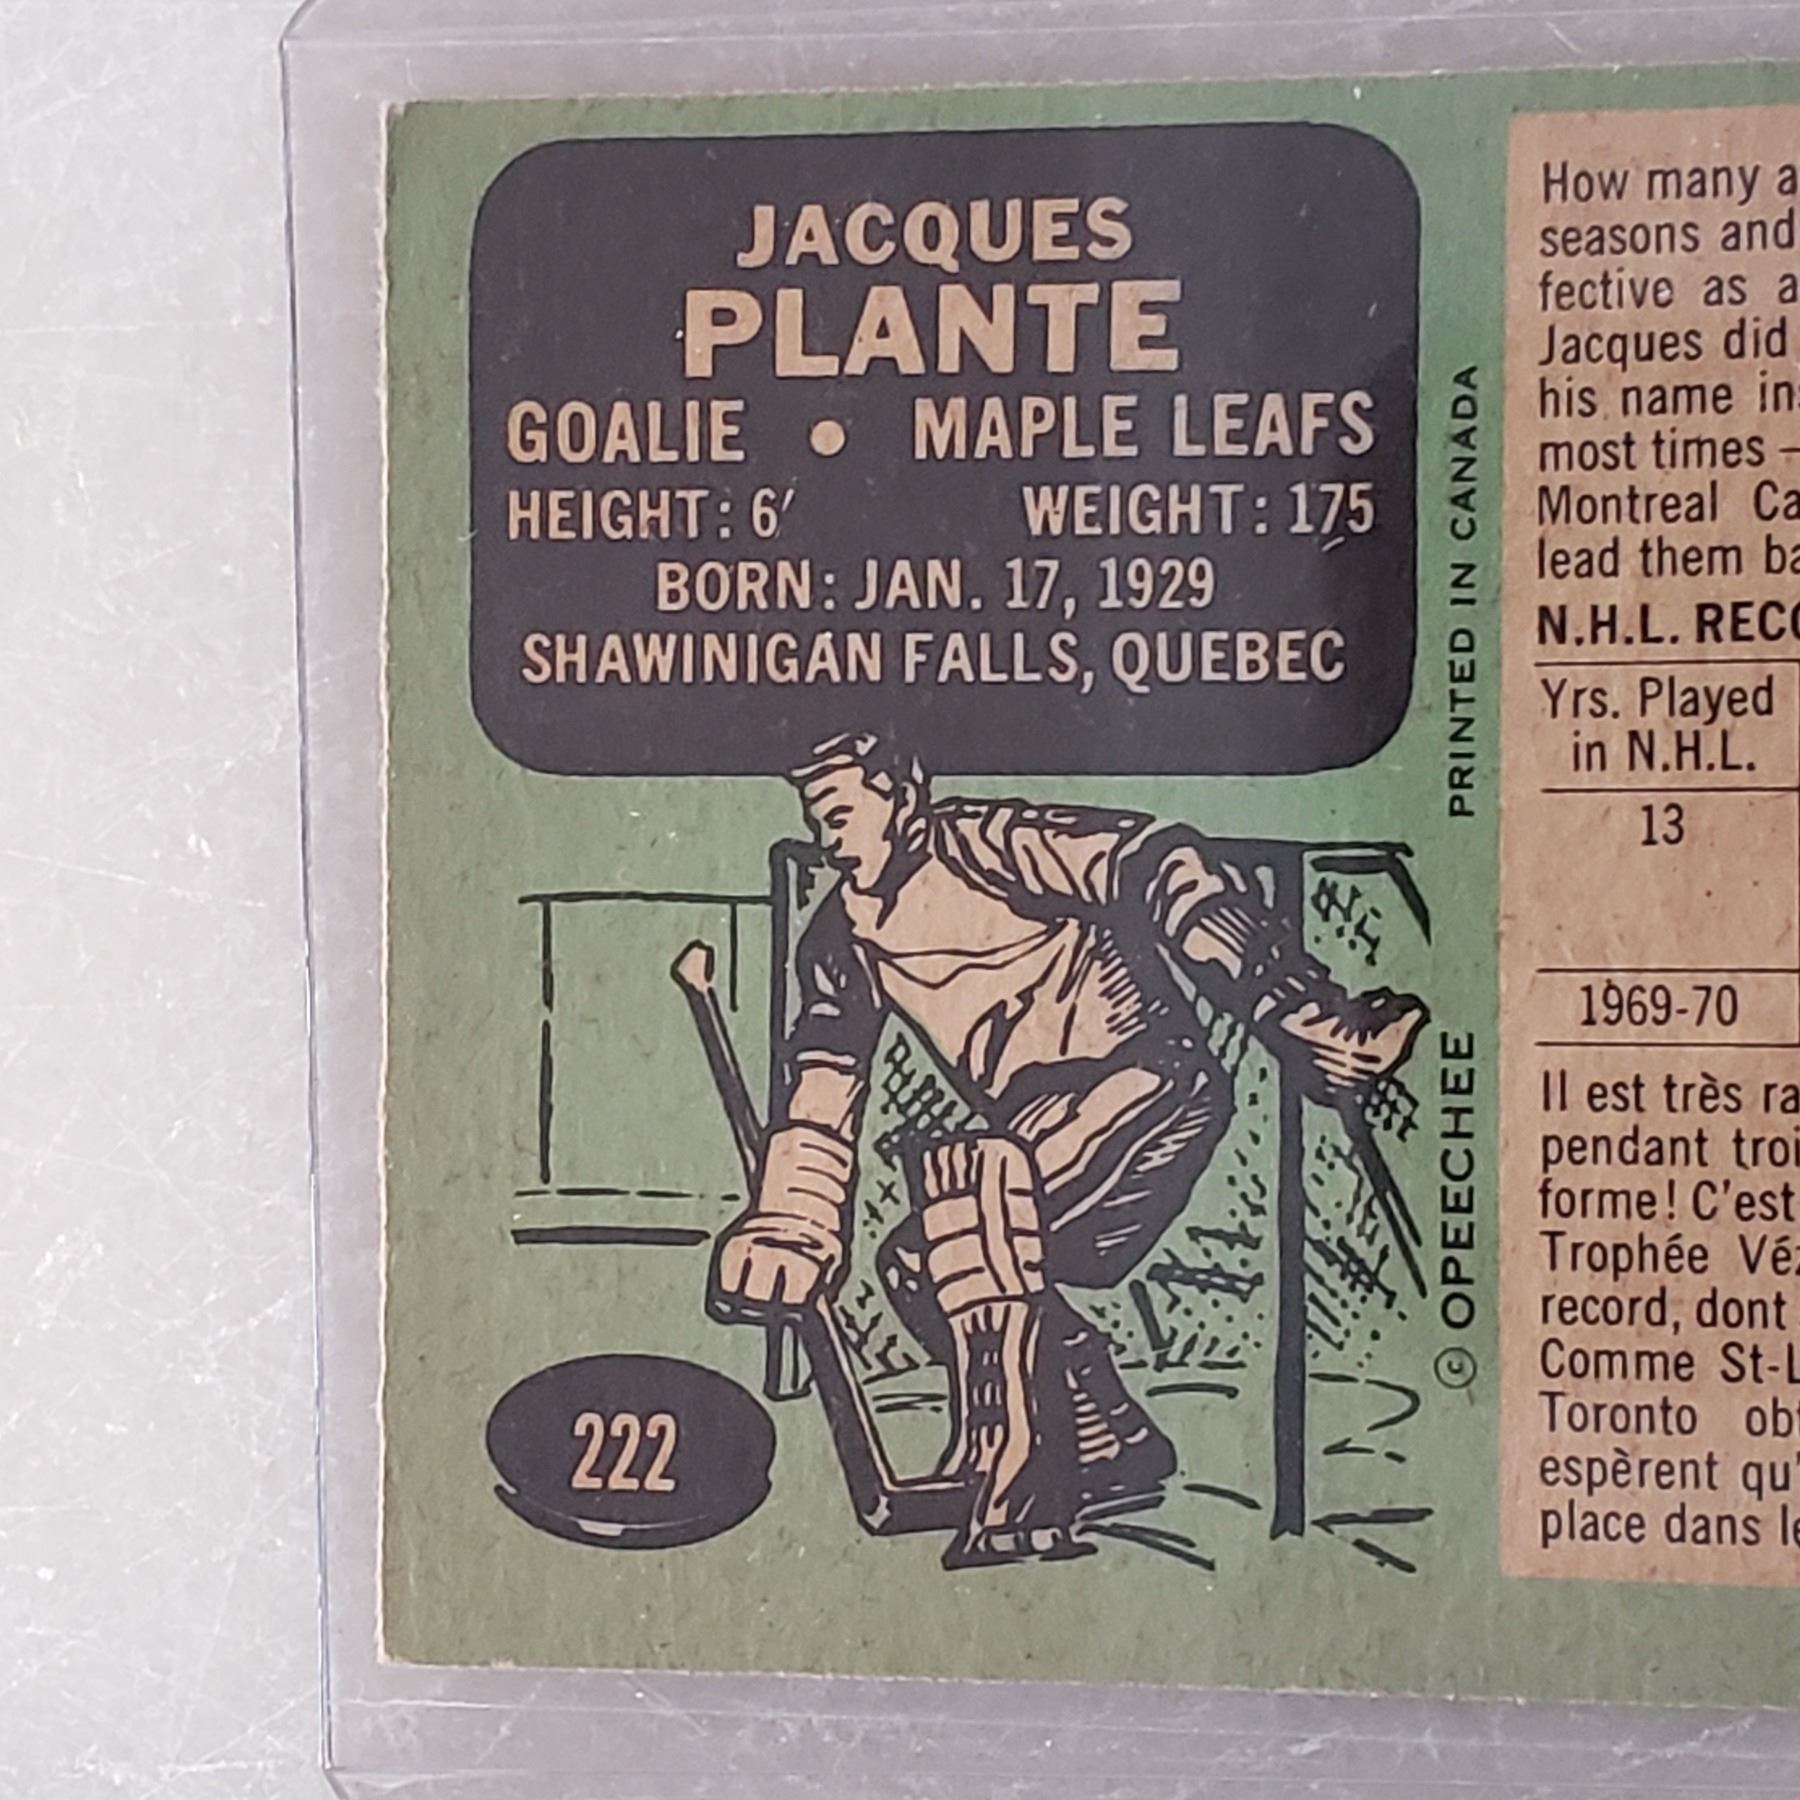 JACQUES
PLANTE
GOALIE • MAPLE LEAFS
HEIGHT: 6′ WEIGHT: 175
BORN: JAN. 17, 1929
SHAWINIGAN FALLS, QUEBEC
222
© OPEECHEE PRINTED IN CANADA
How many
seasons and
fective as
Jacques did
his name
most times —
Montreal
lead them
N.H.L.
Yrs. Played
in N.H.L.
13
1969-70
Il est très
pendant
forme! C'est
Trophée
record, dont
Comme
Toronto
espèrent
place dans